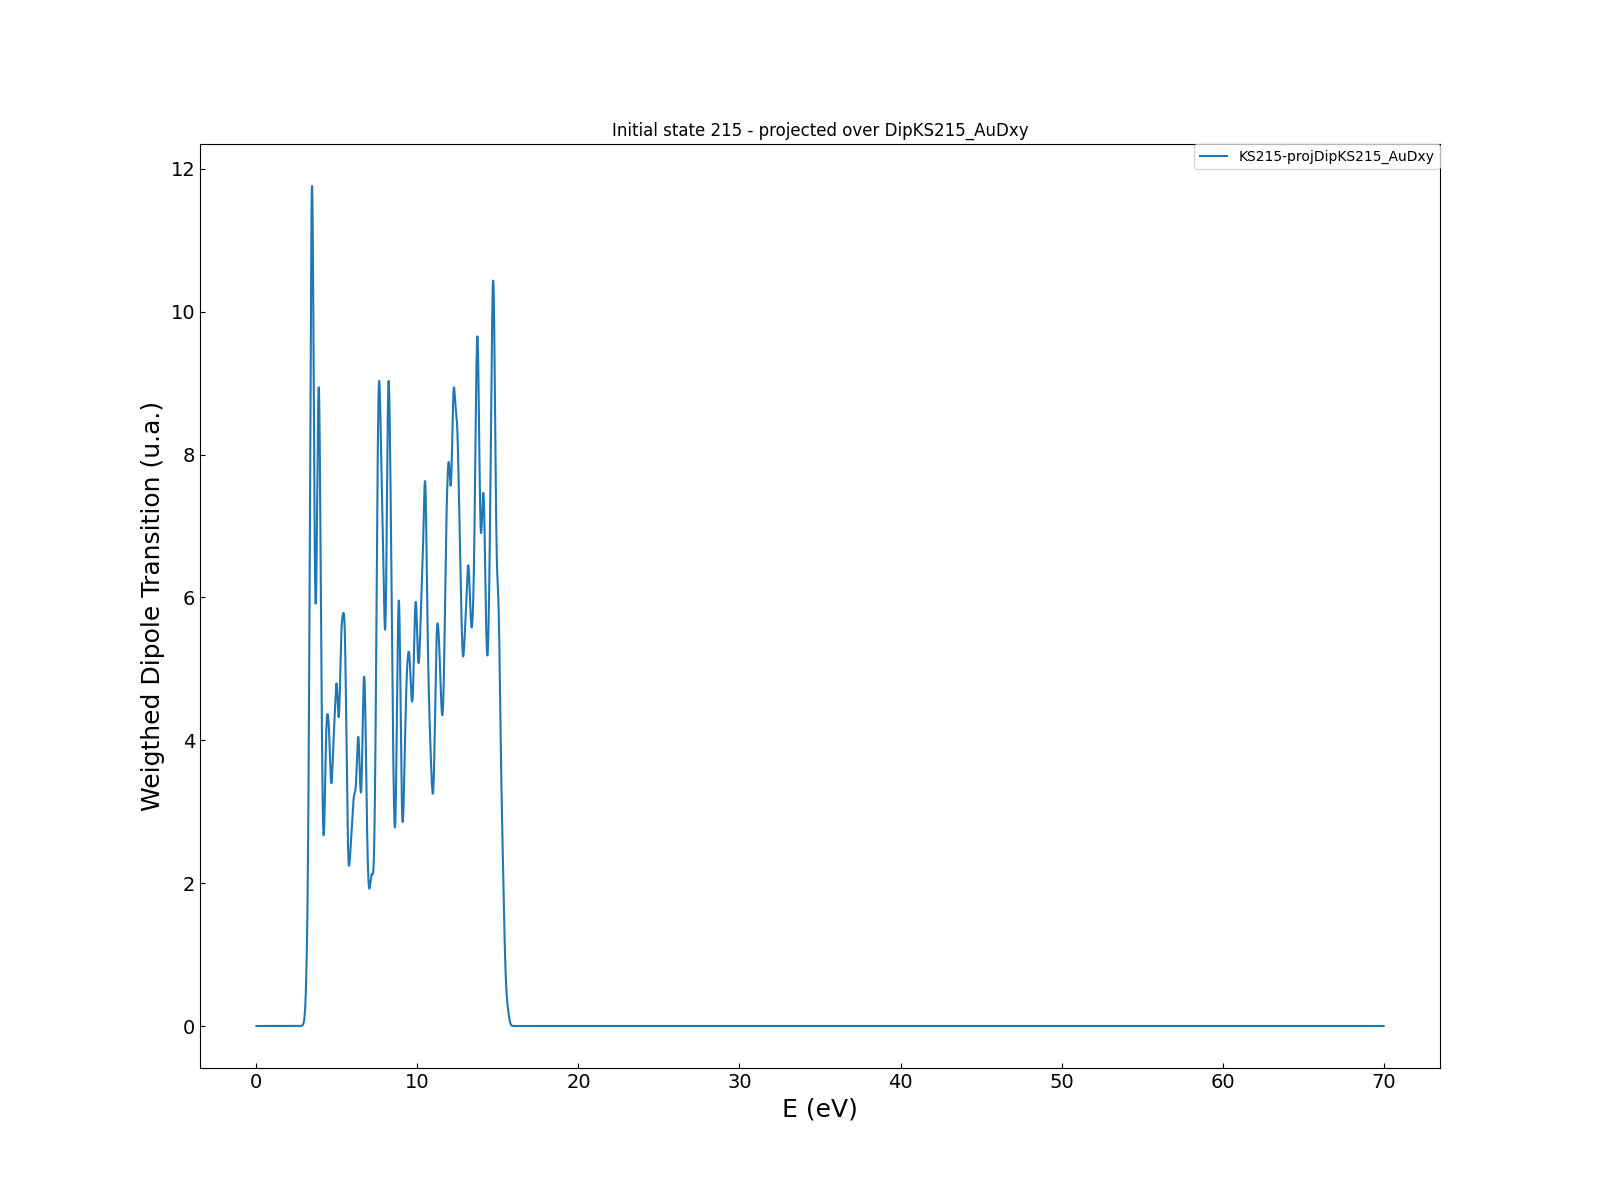 Initial state 215 - projected over DipKS215_AuDxy
KS215-projDipKS215_AuDxy
12
10
8
6
4
2
0
Weigthed Dipole Transition (u.a.)
0 10 20 30 40 50 60 70
E (eV)